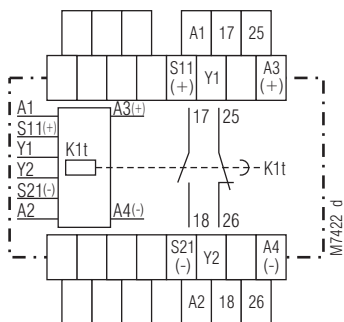 A1 17 25
S11 (+) Y1 A3 (+)
A1 A3(+) 17 25
S11(+)
Y1 K1t
Y2 K1t
S21(-)
A2 A4(-) 18 26
S21 (-) Y2 A4 (-)
A2 18 26
M7422 d